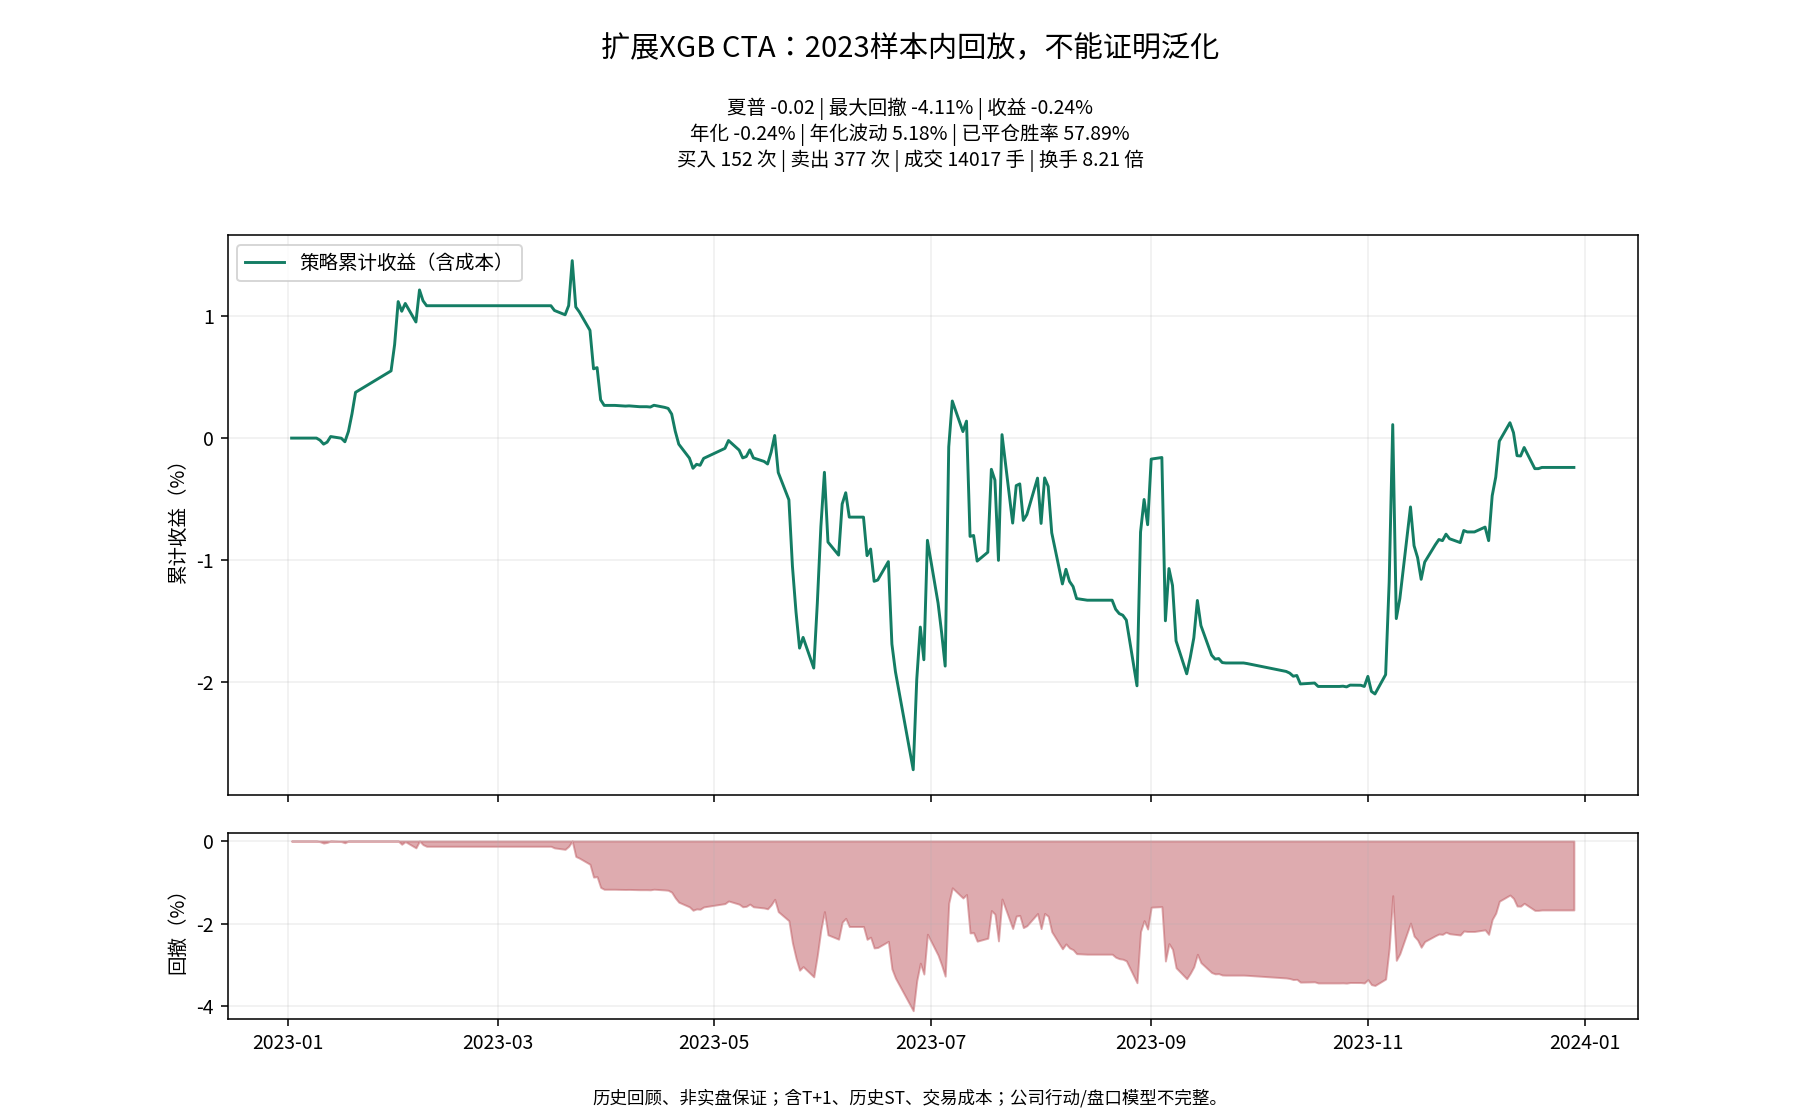 扩展XGB CTA：2023样本内回放，不能证明泛化
夏普 -0.02 | 最大回撤 -4.11% | 收益 -0.24%
年化 -0.24% | 年化波动 5.18% | 已平仓胜率 57.89%
买入 152 次 | 卖出 377 次 | 成交 14017 手 | 换手 8.21 倍
策略累计收益（含成本）
累计收益（%）
1
0
-1
-2
回撤（%）
0
-2
-4
2023-01
2023-03
2023-05
2023-07
2023-09
2023-11
2024-01
历史回顾、非实盘保证；含T+1、历史ST、交易成本；公司行动/盘口模型不完整。